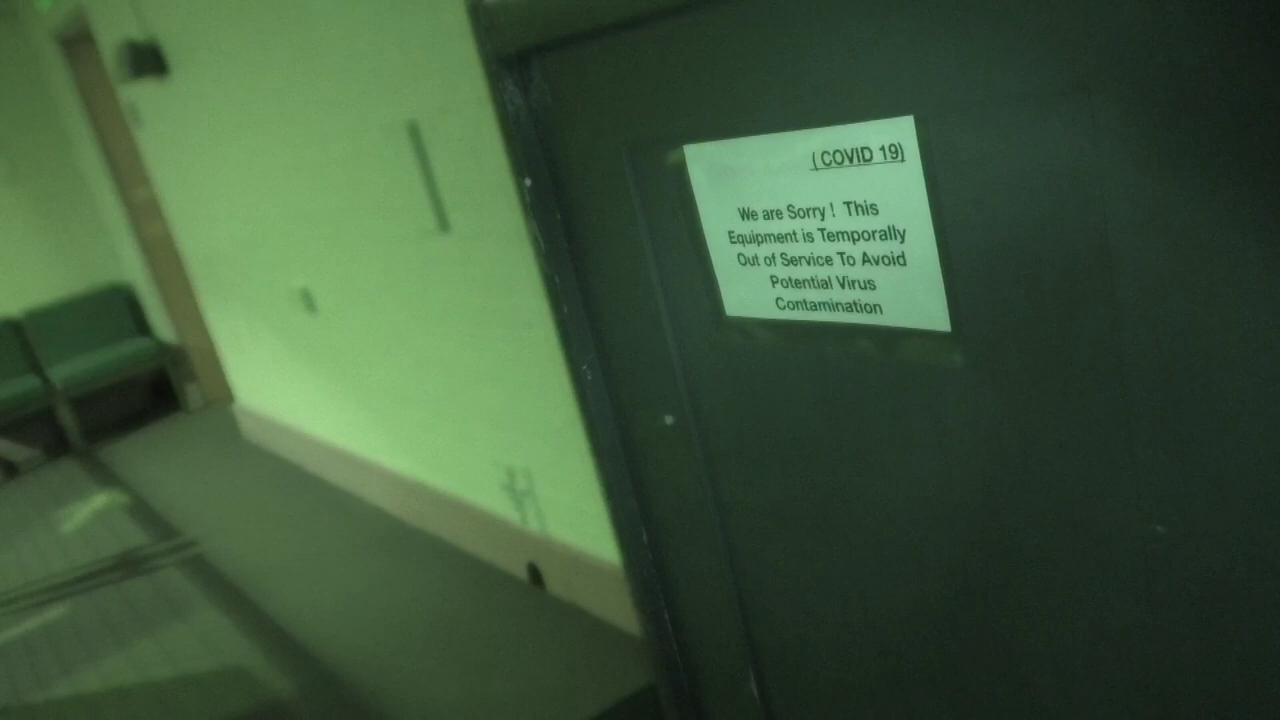 ( COVID 19)
We are Sorry ! This
Equipment is Temporally
Out of Service To Avoid
Potential Virus
Contamination